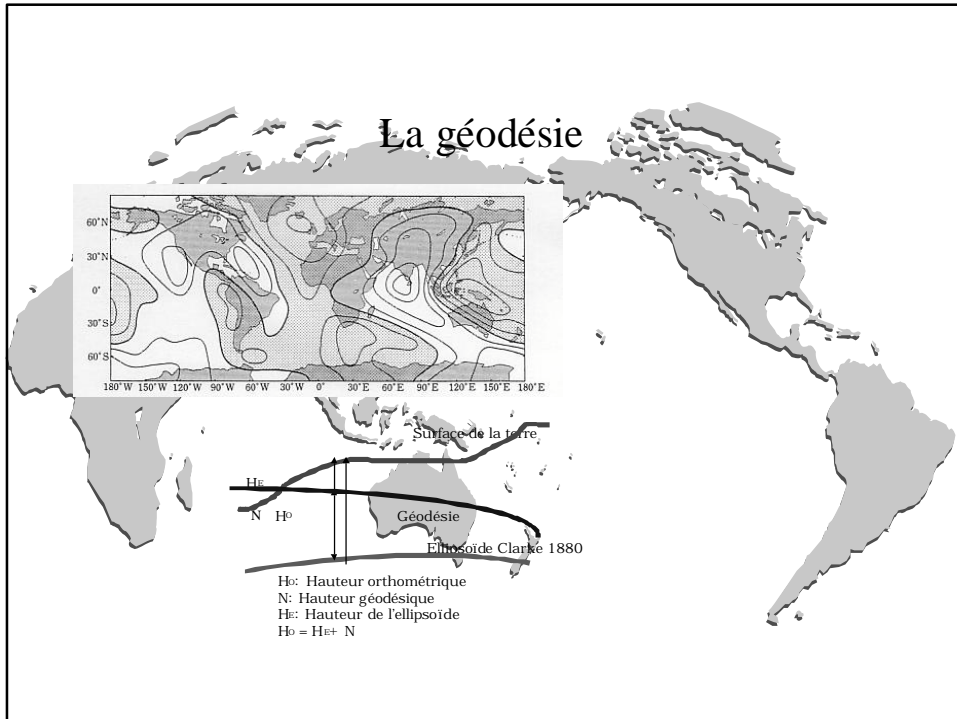 La géodésie
60°N
30°N
0°
30°S
60°S
180°W 150°W 120°W 90°W 60°W 30°W 0° 30°E 60°E 90°E 120°E 150°E 180°E
Surface de la terre
HE
N HO
Géodésie
Ellipsoïde Clarke 1880
HO: Hauteur orthométrique
N: Hauteur géodésique
HE: Hauteur de l'ellipsoïde
HO = HE+ N